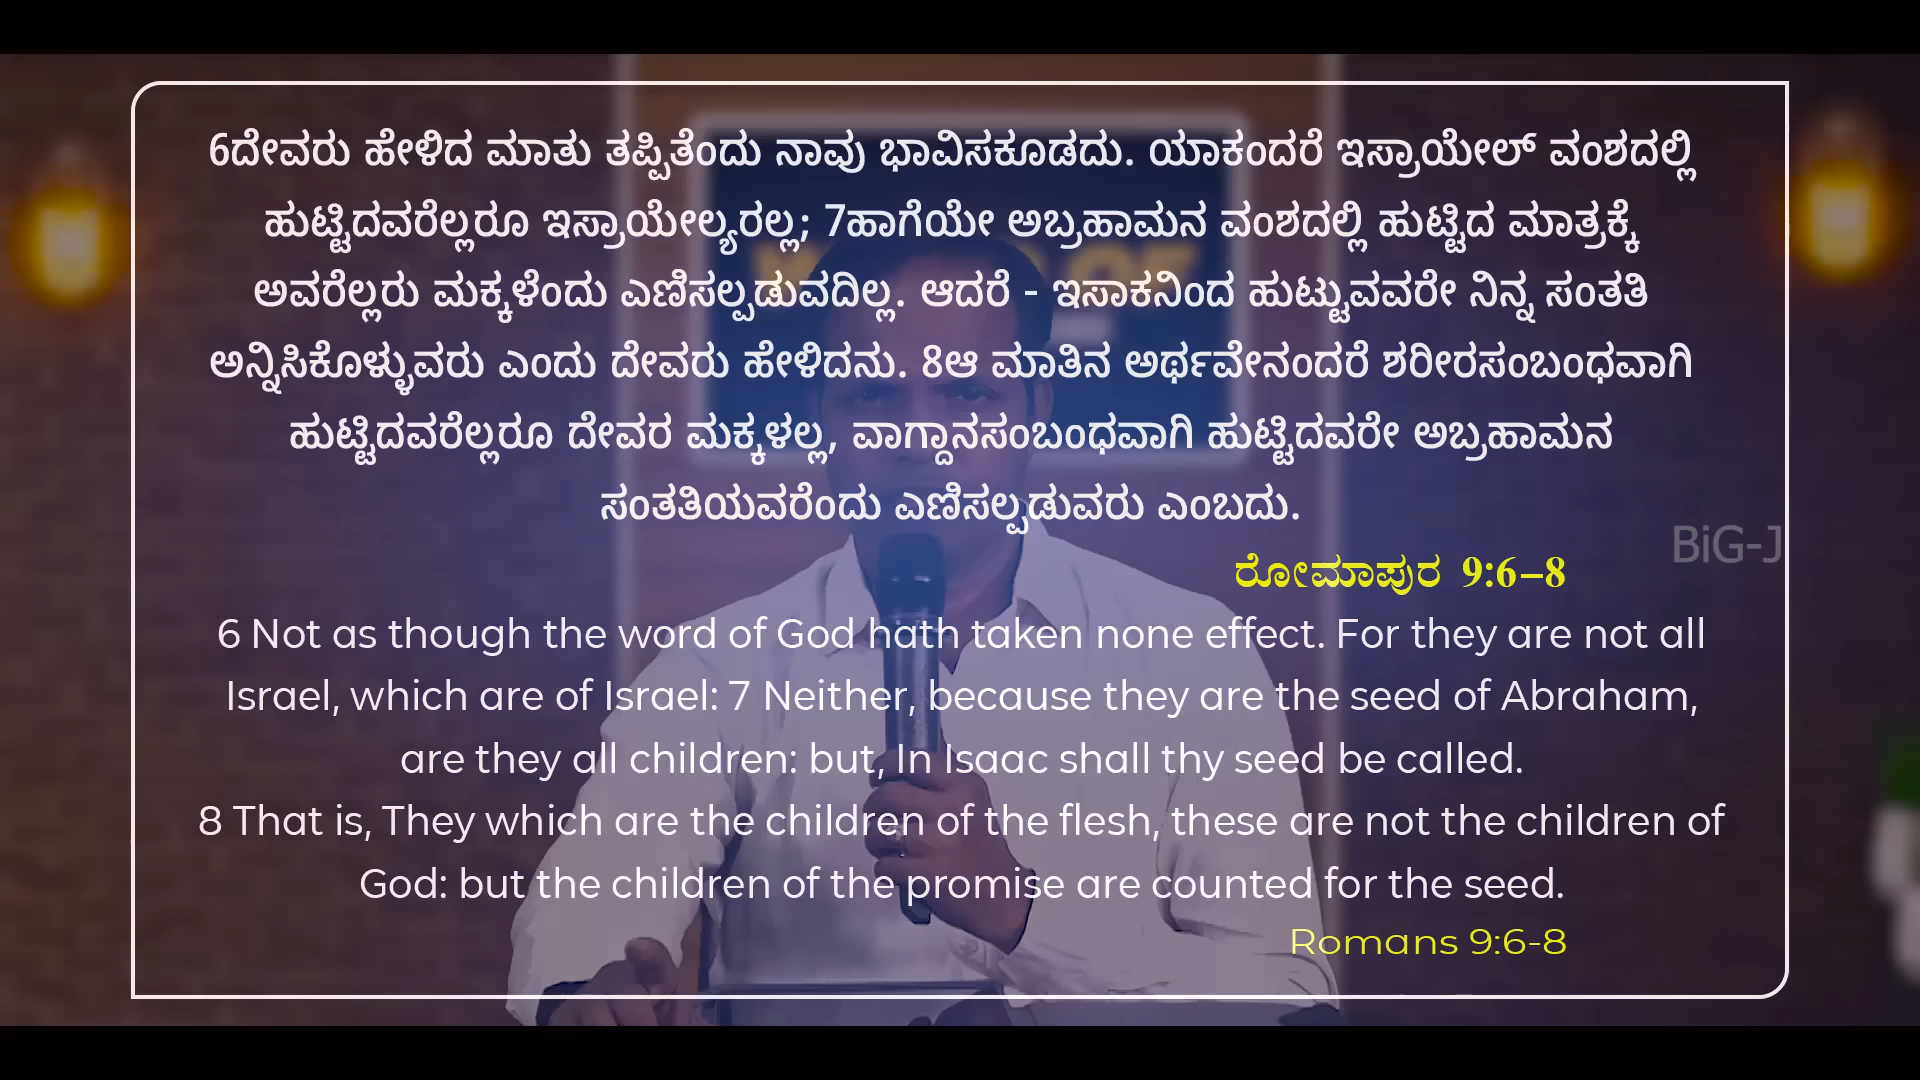 6ದೇವರು ಹೇಳಿದ ಮಾತು ತಪ್ಪಿತೆಂದು ನಾವು ಭಾವಿಸಕೂಡದು. ಯಾಕಂದರೆ ಇಸ್ರಾಯೇಲ್ ವಂಶದಲ್ಲಿ
ಹುಟ್ಟಿದವರೆಲ್ಲರೂ ಇಸ್ರಾಯೇಲ್ಯರಲ್ಲ; 7ಹಾಗೆಯೇ ಅಬ್ರಹಾಮನ ವಂಶದಲ್ಲಿ ಹುಟ್ಟಿದ ಮಾತ್ರಕ್ಕೆ
ಅವರೆಲ್ಲರು ಮಕ್ಕಳೆಂದು ಎಣಿಸಲ್ಪಡುವದಿಲ್ಲ. ಆದರೆ - ಇಸಾಕನಿಂದ ಹುಟ್ಟುವವರೇ ನಿನ್ನ ಸಂತತಿ
ಅನ್ನಿಸಿಕೊಳ್ಳುವರು ಎಂದು ದೇವರು ಹೇಳಿದನು. 8ಆ ಮಾತಿನ ಅರ್ಥವೇನಂದರೆ ಶರೀರಸಂಬಂಧವಾಗಿ
ಹುಟ್ಟಿದವರೆಲ್ಲರೂ ದೇವರ ಮಕ್ಕಳಲ್ಲ, ವಾಗ್ದಾನಸಂಬಂಧವಾಗಿ ಹುಟ್ಟಿದವರೇ ಅಬ್ರಹಾಮನ
ಸಂತತಿಯವರೆಂದು ಎಣಿಸಲ್ಪಡುವರು ಎಂಬದು.
ರೋಮಾಪುರ 9:6-8
BiG-J
6 Not as though the word of God hath taken none effect. For they are not all
Israel, which are of Israel: 7 Neither, because they are the seed of Abraham,
are they all children: but, In Isaac shall thy seed be called.
8 That is, They which are the children of the flesh, these are not the children of
God: but the children of the promise are counted for the seed.
Romans 9:6-8